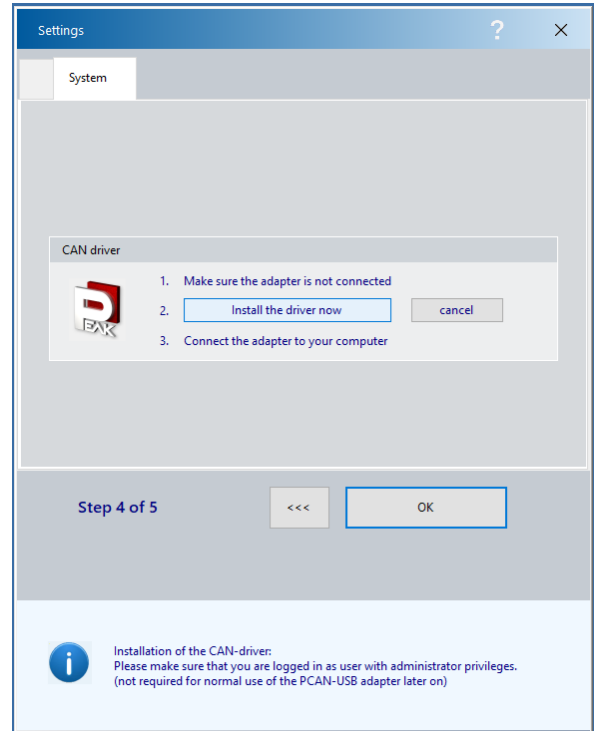 Settings
?
System
CAN driver
1. Make sure the adapter is not connected
PEAK
2. Install the driver now cancel
3. Connect the adapter to your computer
Step 4 of 5
<<< OK
i
Installation of the CAN-driver:
Please make sure that you are logged in as user with administrator privileges.
(not required for normal use of the PCAN-USB adapter later on)